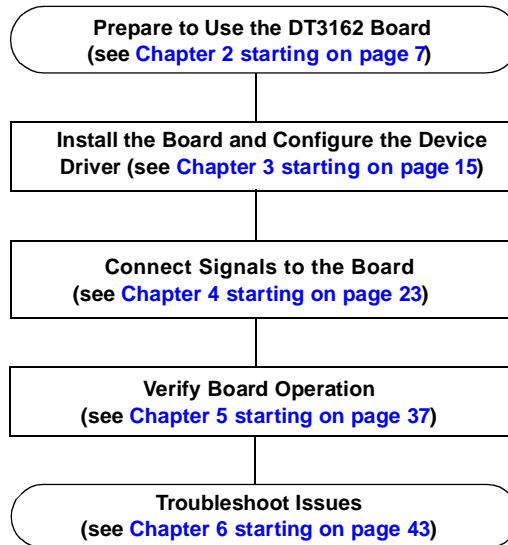 Prepare to Use the DT3162 Board
(see Chapter 2 starting on page 7)
Install the Board and Configure the Device
Driver (see Chapter 3 starting on page 15)
Connect Signals to the Board
(see Chapter 4 starting on page 23)
Verify Board Operation
(see Chapter 5 starting on page 37)
Troubleshoot Issues
(see Chapter 6 starting on page 43)